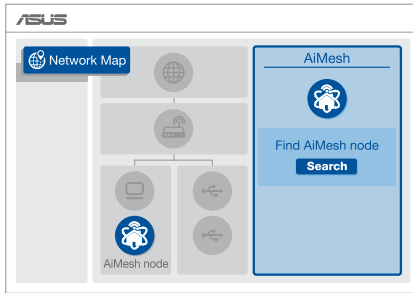 ASUS
Network Map
AiMesh
Find AiMesh node
Search
AiMesh node